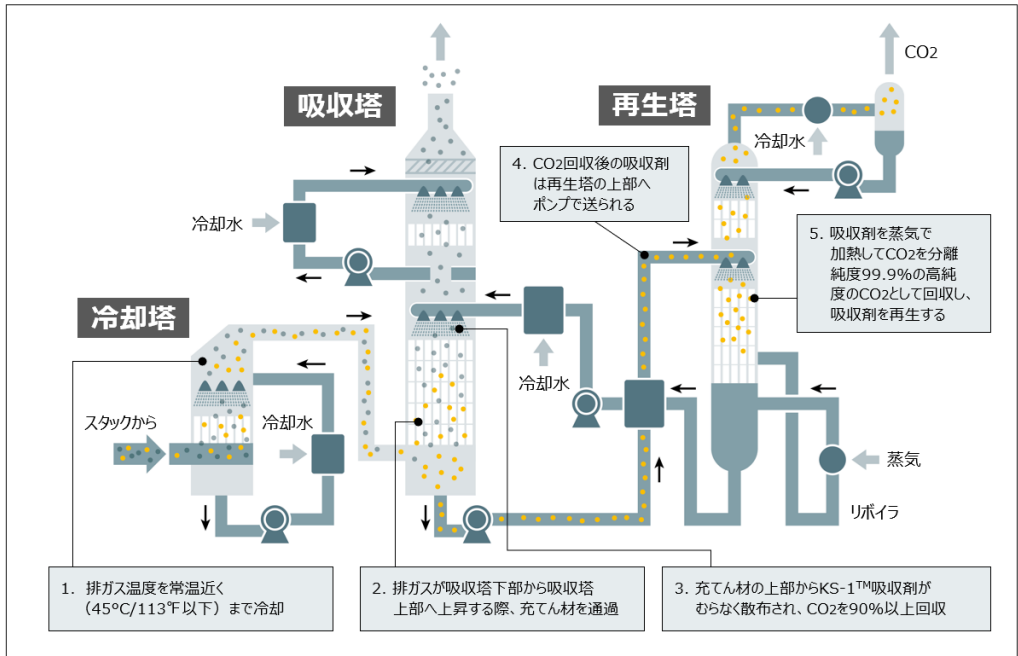 吸収塔
再生塔
CO2
冷却水
4. CO2回収後の吸収剤
は再生塔の上部へ
ポンプで送られる
冷却水
5. 吸収剤を蒸気で
加熱してCO2を分離
純度99.9%の高純
度のCO2として回収し、
吸収剤を再生する
冷却塔
冷却水
スタックから
冷却水
蒸気
リボイラ
1. 排ガス温度を常温近く
(45°C/113°F以下)まで冷却
2. 排ガスが吸収塔下部から吸収塔
上部へ上昇する際、充てん材を通過
3. 充てん材の上部からKS-1TM吸収剤が
むらなく散布され、CO2を90%以上回収